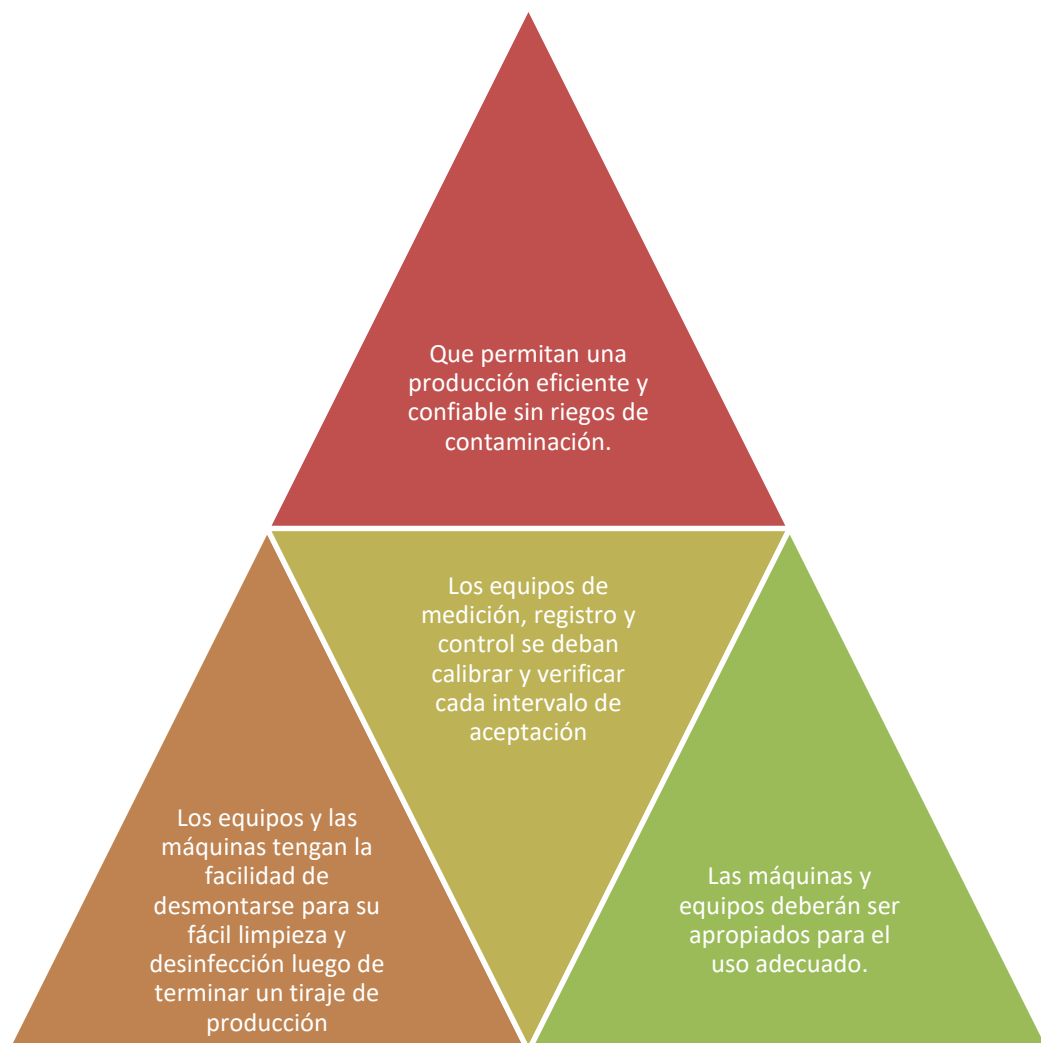 Que permitan una
producción eficiente y
confiable sin riegos de
contaminación.
Los equipos de
medición, registro y
control se deban
calibrar y verificar
cada intervalo de
aceptación
Los equipos y las
máquinas tengan la
facilidad de
desmontarse para su
fácil limpieza y
desinfección luego de
terminar un tiraje de
producción
Las máquinas y
equipos deberán ser
apropiados para el
uso adecuado.